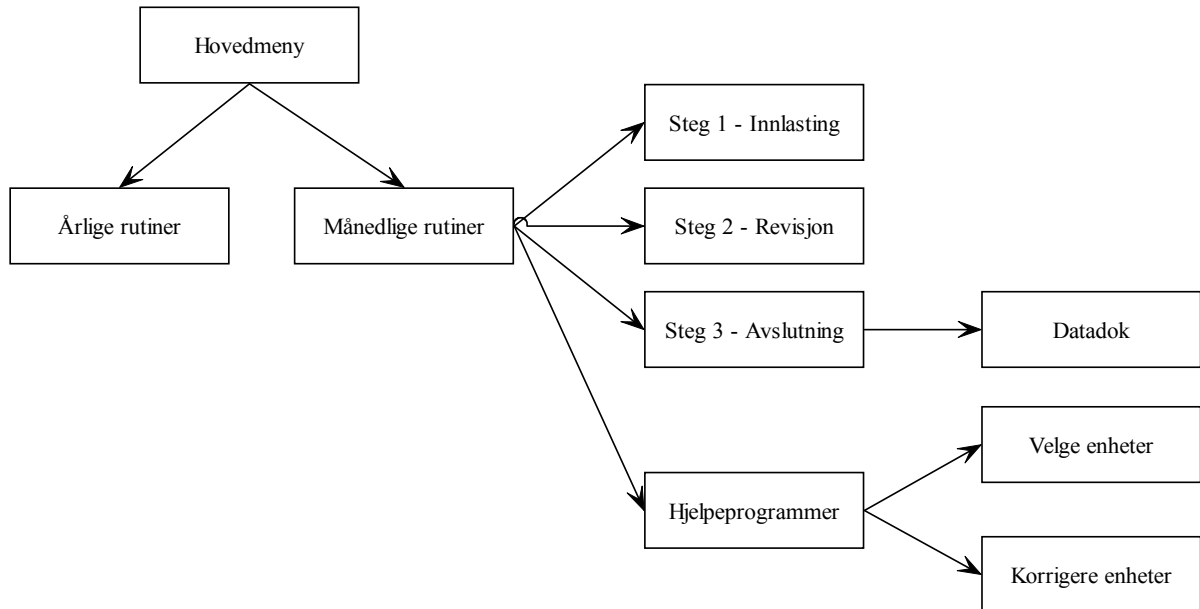 Hovedmeny
Årlige rutiner
Månedlige rutiner
Steg 1 - Innlasting
Steg 2 - Revisjon
Steg 3 - Avslutning
Datadok
Hjelpeprogrammer
Velge enheter
Korrigere enheter